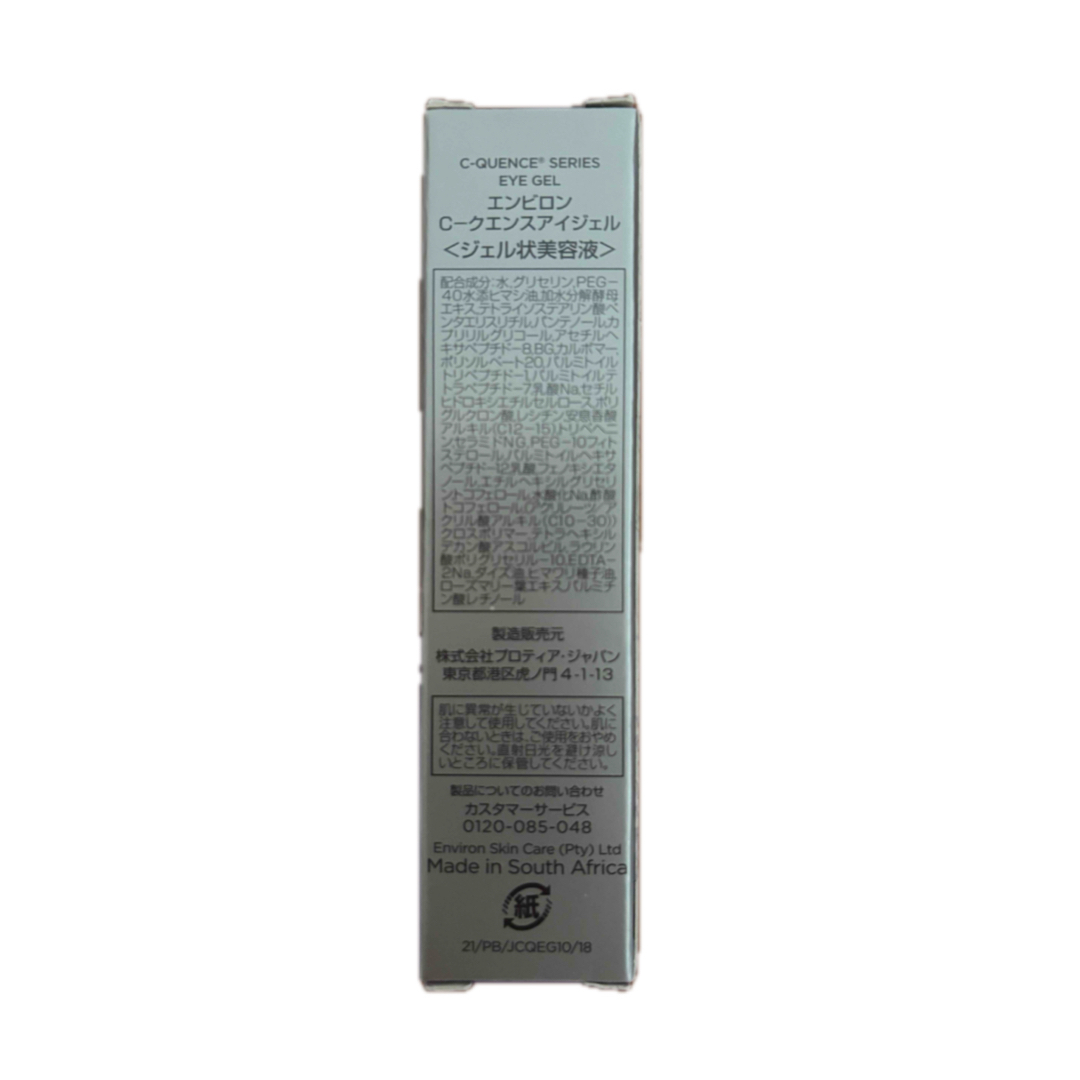 C-QUENCE® SERIES
EYE GEL
エンビロン
C−クエンスアイジェル
<ジェル状美容液>
配合成分:水,グリセリン,PEG−
40水添ヒマシ油,加水分解酵母
エキス,テトライソステアリン酸ペ
ンタエリスリチル,パンテノール,カ
プリリルグリコール,アセチルヘ
キサペプチド−8,BG,カルボマー,
ポリソルベート20,パルミトイル
トリペプチド−1,パルミトイルテ
トラペプチド−7,乳酸Na,セチル
ヒドロキシエチルセルロース,ポリ
グルクロン酸,レシチン,安息香酸
アルキル(C12−15),トリベヘニ
ン,セラミドNG,PEG−10フィト
ステロール,パルミトイルヘキサ
ペプチド−12,乳酸,フェノキシエタ
ノール,エチルヘキシルグリセリ
ン,トコフェロール,水酸化Na,酢酸
トコフェロール,(アクリレーツ/ア
クリル酸アルキル(C10−30))
クロスポリマー,テトラヘキシル
デカン酸アスコルビル,ラウリン
酸ポリグリセリル−10,EDTA−
2Na,ダイズ油,ヒマワリ種子油,
ローズマリー葉エキス,パルミチ
ン酸レチノール
製造販売元
株式会社プロティア・ジャパン
東京都港区虎ノ門4-1-13
肌に異常が生じていないかよく
注意して使用してください。肌に
合わないときは、ご使用をおやめ
ください。直射日光を避け涼し
いところに保管してください。
製品についてのお問い合わせ
カスタマーサービス
0120-085-048
Environ Skin Care (Pty) Ltd
Made in South Africa
紙
21/PB/JCQEG10/18